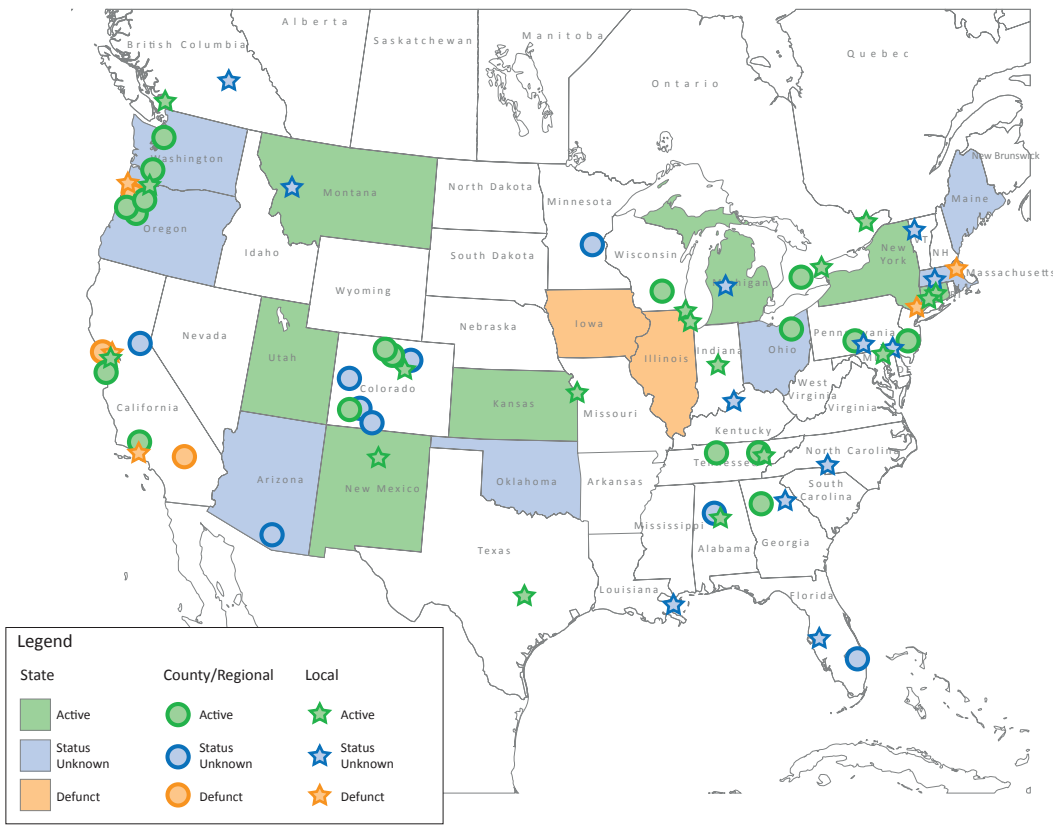 Alberta
British Columbia
Saskatchewan
Manitoba
Ontario
Quebec
New Brunswick
Washington
Montana
North Dakota
Minnesota
Maine
Oregon
Idaho
South Dakota
Wisconsin
Michigan
New
York
NH
Massachusetts
Wyoming
Nebraska
Iowa
Nevada
Utah
Colorado
Illinois
Indiana
Ohio
Pennsylvania
DE
California
Kansas
Missouri
West
Virginia
Virginia
Kentucky
Arizona
New Mexico
Oklahoma
Arkansas
Tennessee
North Carolina
South
Carolina
Mississippi
Alabama
Georgia
Texas
Louisiana
Florida
Legend
State
County/Regional
Local
Active
Active
Active
Status
Unknown
Status
Unknown
Status
Unknown
Defunct
Defunct
Defunct